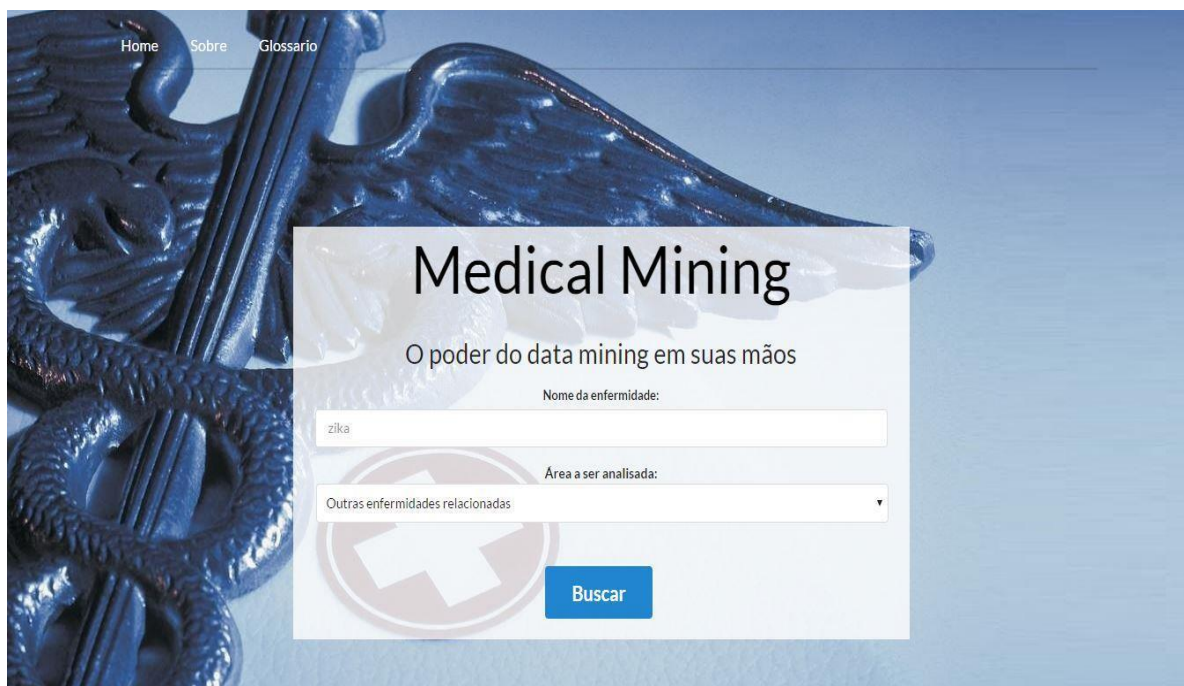 Home Sobre Glossario
Medical Mining
O poder do data mining em suas mãos
Nome da enfermidade:
zika
Área a ser analisada:
Outras enfermidades relacionadas
Buscar